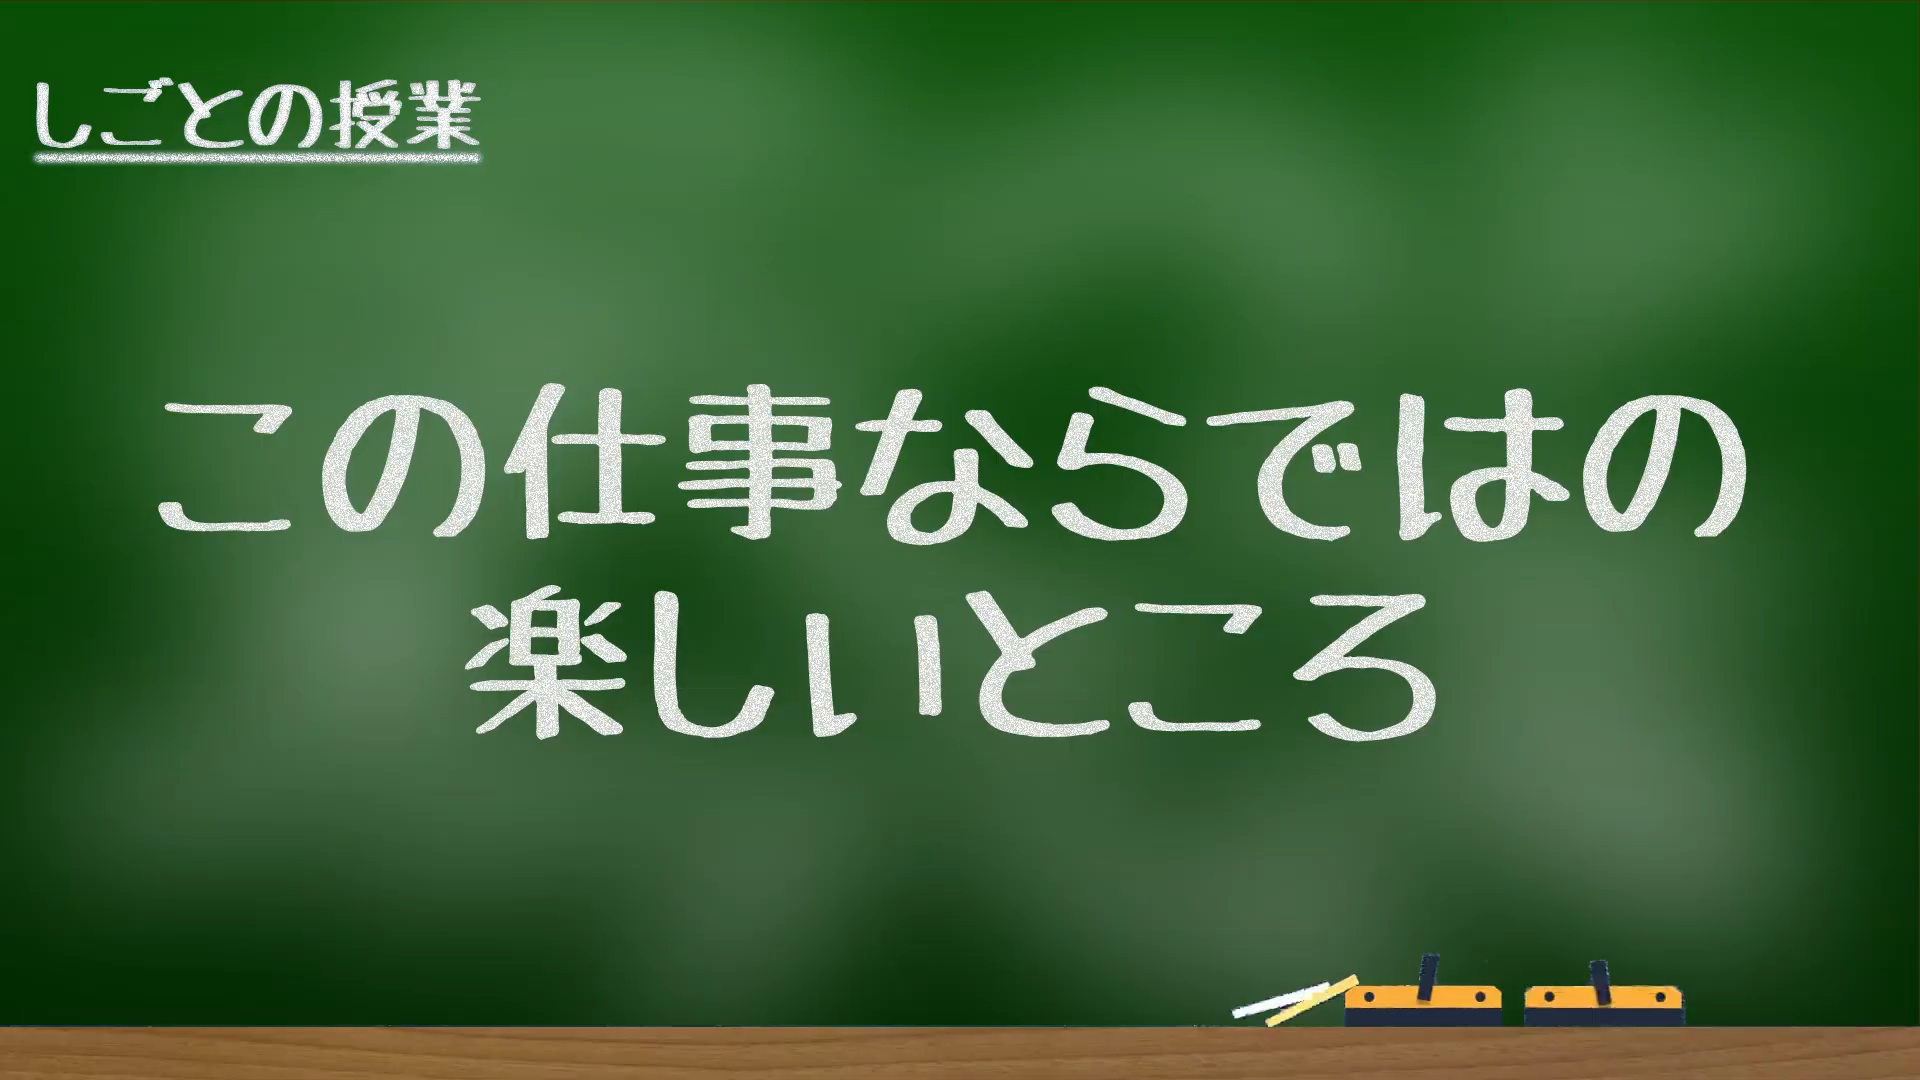 しごとの授業
この仕事ならではの
楽しいところ